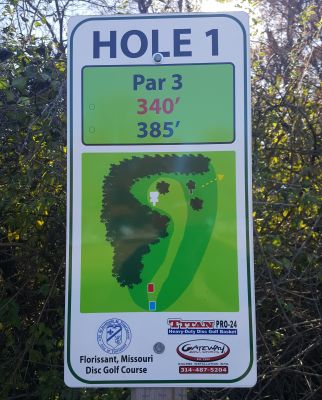 HOLE 1
Par 3
340'
385'
Florissant, Missouri
Disc Golf Course
TITAN PRO-24
Heavy-Duty Disc Golf Basket
GATEWAY
314-487-5204